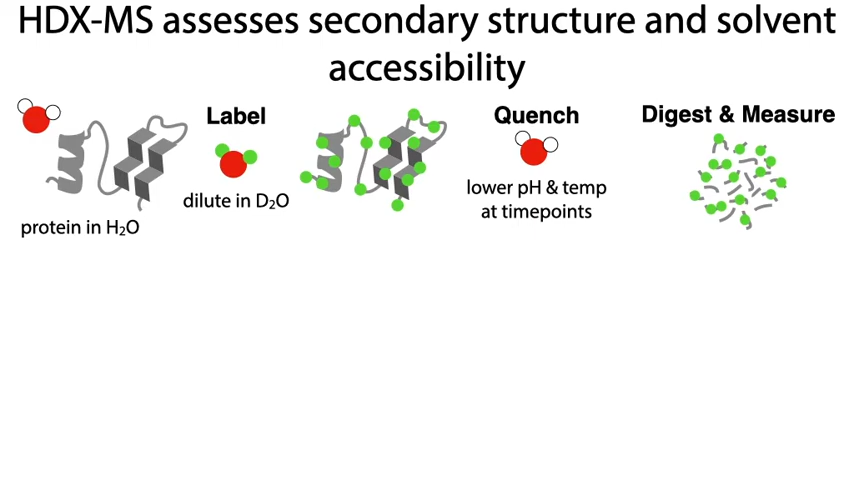 HDX-MS assesses secondary structure and solvent
accessibility
Label
Quench
Digest & Measure
dilute in D₂O
lower pH & temp
at timepoints
protein in H₂O